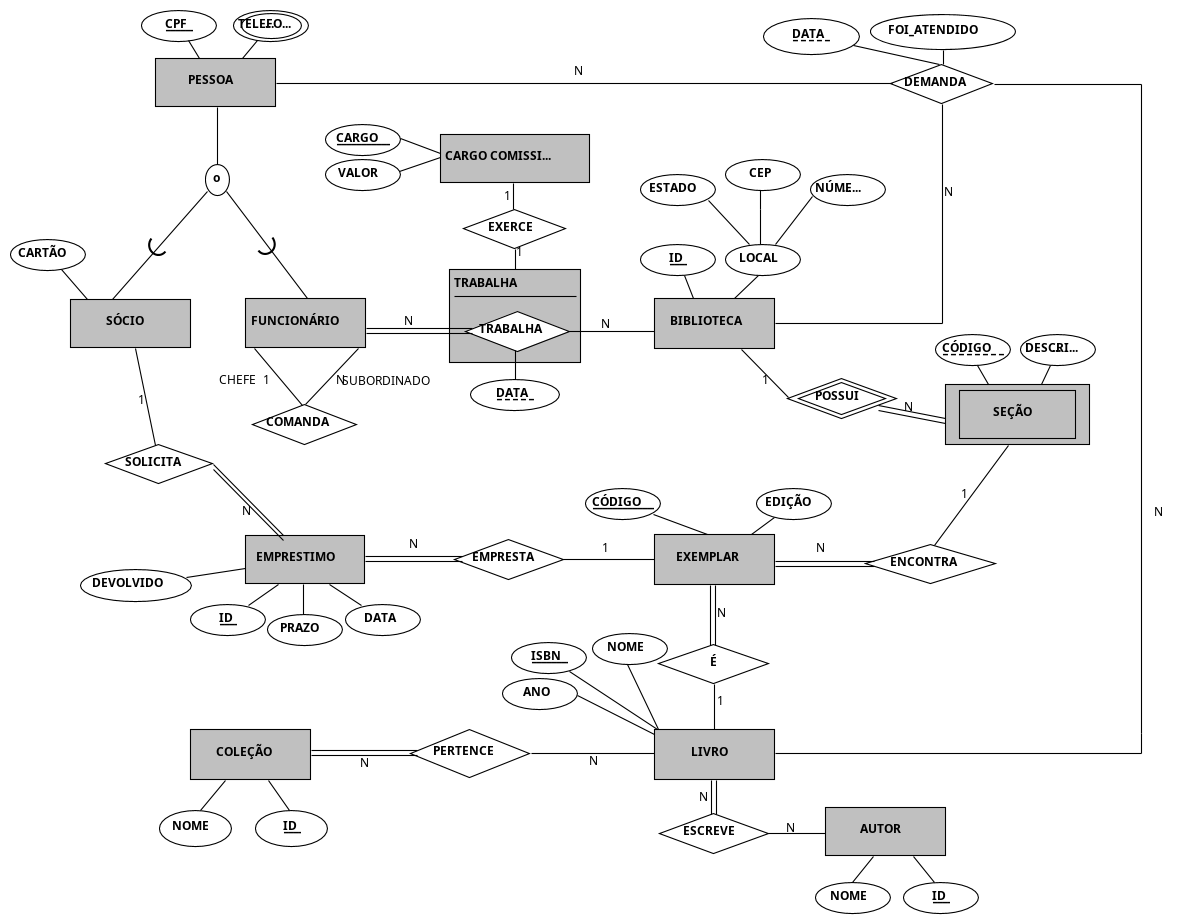 CPF
TELEFO...
DATA
FOI_ATENDIDO
PESSOA
N
DEMANDA
CARGO
CARGO COMISSI...
VALOR
o
1
ESTADO
CEP
NÚME...
N
EXERCE
1
CARTÃO
ID
LOCAL
TRABALHA
SÓCIO
FUNCIONÁRIO
N
TRABALHA
N
BIBLIOTECA
CÓDIGO
DESCRI...
CHEFE
1
N
SUBORDINADO
DATA
1
POSSUI
N
SEÇÃO
1
COMANDA
SOLICITA
N
1
CÓDIGO
EDIÇÃO
N
EMPRESTIMO
N
EMPRESTA
1
EXEMPLAR
N
ENCONTRA
DEVOLVIDO
ID
PRAZO
DATA
N
ISBN
NOME
É
ANO
1
COLEÇÃO
N
PERTENCE
N
LIVRO
N
NOME
ID
ESCREVE
N
AUTOR
NOME
ID